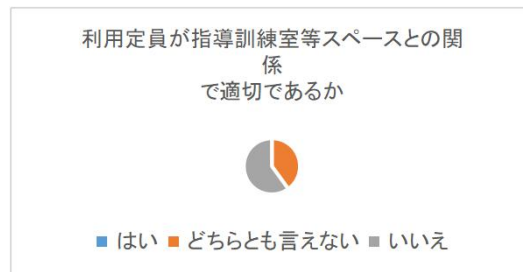 利用定員が指導訓練室等スペースとの関
係
で適切であるか
はい どちらとも言えない いいえ